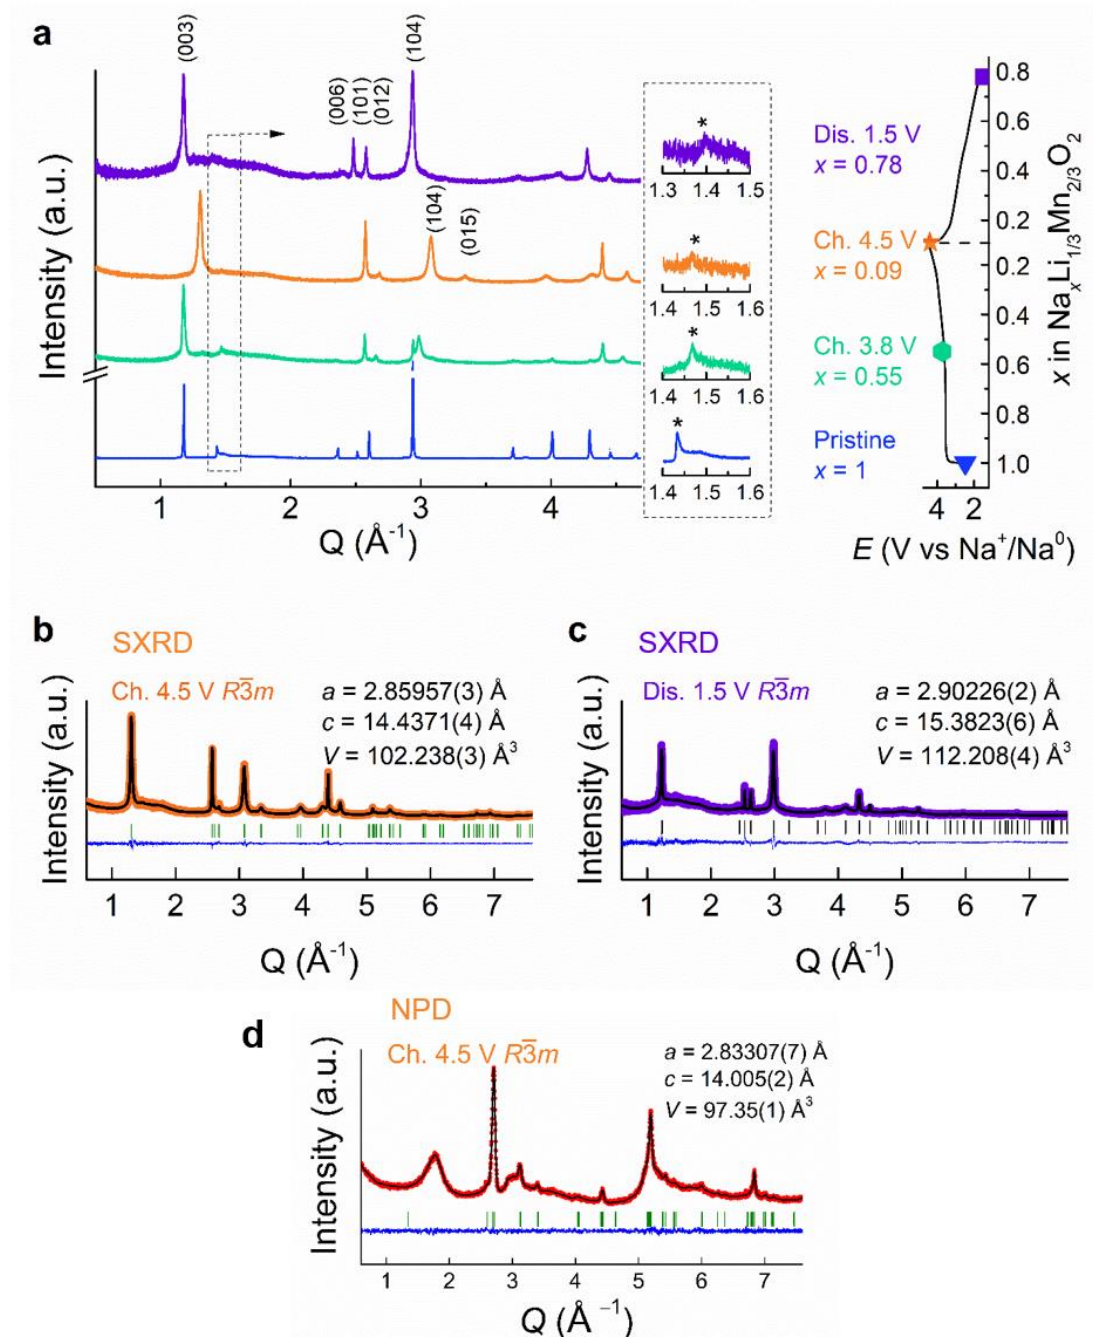 a
(003)
(104)
(006)
(101)
(012)
(104)
(015)
Intensity (a.u.)
1 2 3 4
Q (Å⁻¹)
*
1.3 1.4 1.5
*
1.4 1.5 1.6
*
1.4 1.5 1.6
*
1.4 1.5 1.6
Dis. 1.5 V
x = 0.78
Ch. 4.5 V
x = 0.09
Ch. 3.8 V
x = 0.55
Pristine
x = 1
0.8
0.6
0.4
0.2
0.2
0.4
0.6
0.8
1.0
x in NaₓLi₁/₃Mn₂/₃O₂
4 2
E (V vs Na⁺/Na⁰)
b
SXRD
Ch. 4.5 V R3̅m
a = 2.85957(3) Å
c = 14.4371(4) Å
V = 102.238(3) Å³
Intensity (a.u.)
1 2 3 4 5 6 7
Q (Å⁻¹)
c
SXRD
Dis. 1.5 V R3̅m
a = 2.90226(2) Å
c = 15.3823(6) Å
V = 112.208(4) Å³
Intensity (a.u.)
1 2 3 4 5 6 7
Q (Å⁻¹)
d
NPD
Ch. 4.5 V R3̅m
a = 2.83307(7) Å
c = 14.005(2) Å
V = 97.35(1) Å³
Intensity (a.u.)
1 2 3 4 5 6 7
Q (Å ⁻¹)